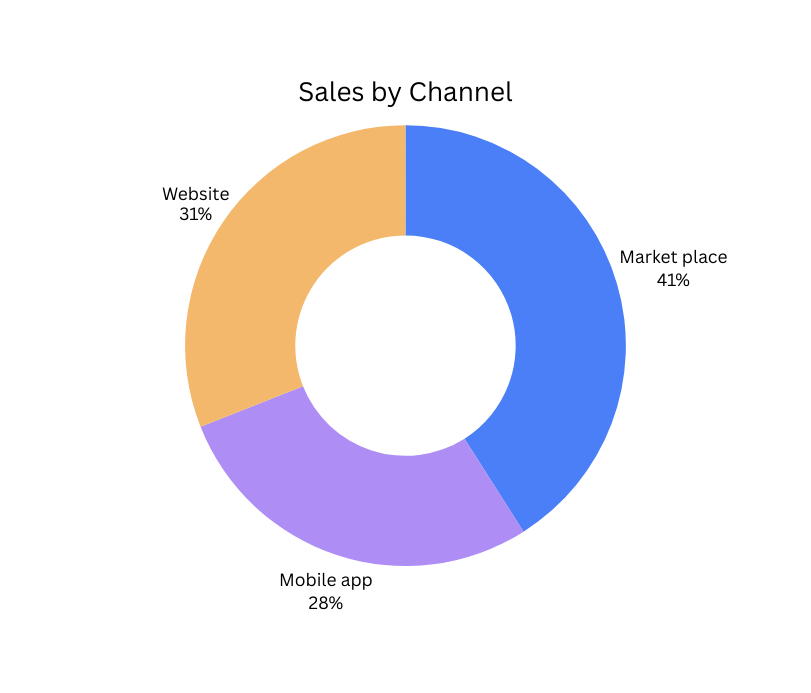 Sales by Channel
Website
31%
Market place
41%
Mobile app
28%